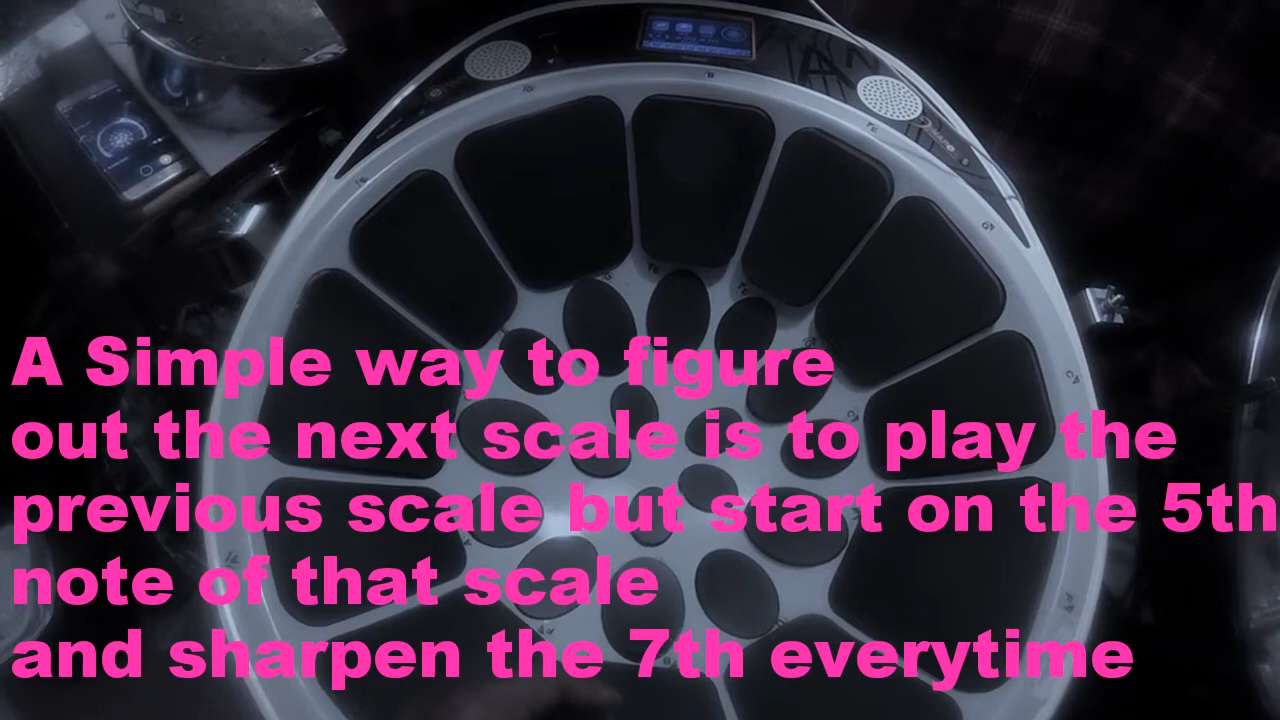 A Simple way to figure
out the next scale is to play the
previous scale but start on the 5th
note of that scale
and sharpen the 7th everytime